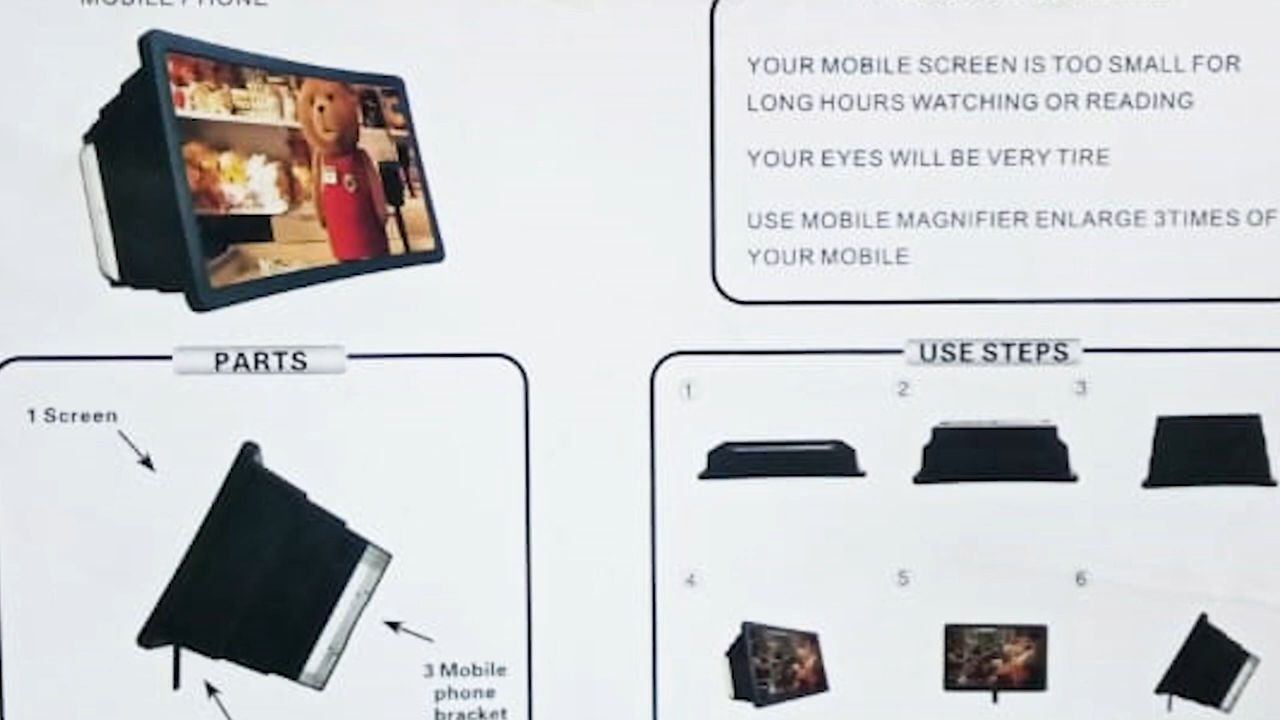 MOBILE PHONE
YOUR MOBILE SCREEN IS TOO SMALL FOR
LONG HOURS WATCHING OR READING
YOUR EYES WILL BE VERY TIRE
USE MOBILE MAGNIFIER ENLARGE 3TIMES OF
YOUR MOBILE
PARTS
1 Screen
3 Mobile
phone
bracket
USE STEPS
1 2 3
4 5 6